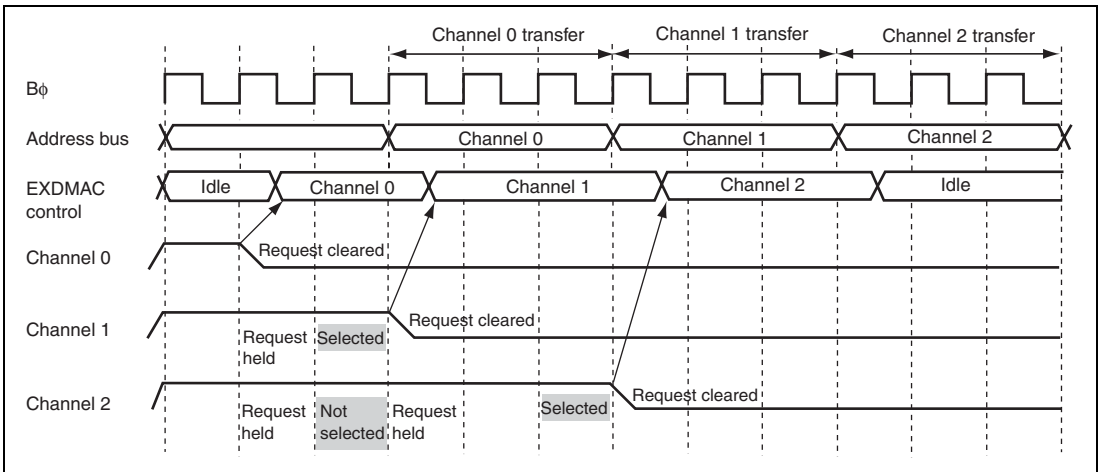 Channel 0 transfer Channel 1 transfer Channel 2 transfer
Bϕ
Address bus Channel 0 Channel 1 Channel 2
EXDMAC control Idle Channel 0 Channel 1 Channel 2 Idle
Channel 0 Request cleared
Channel 1 Request held Selected Request cleared
Channel 2 Request held Not selected Request held Selected Request cleared